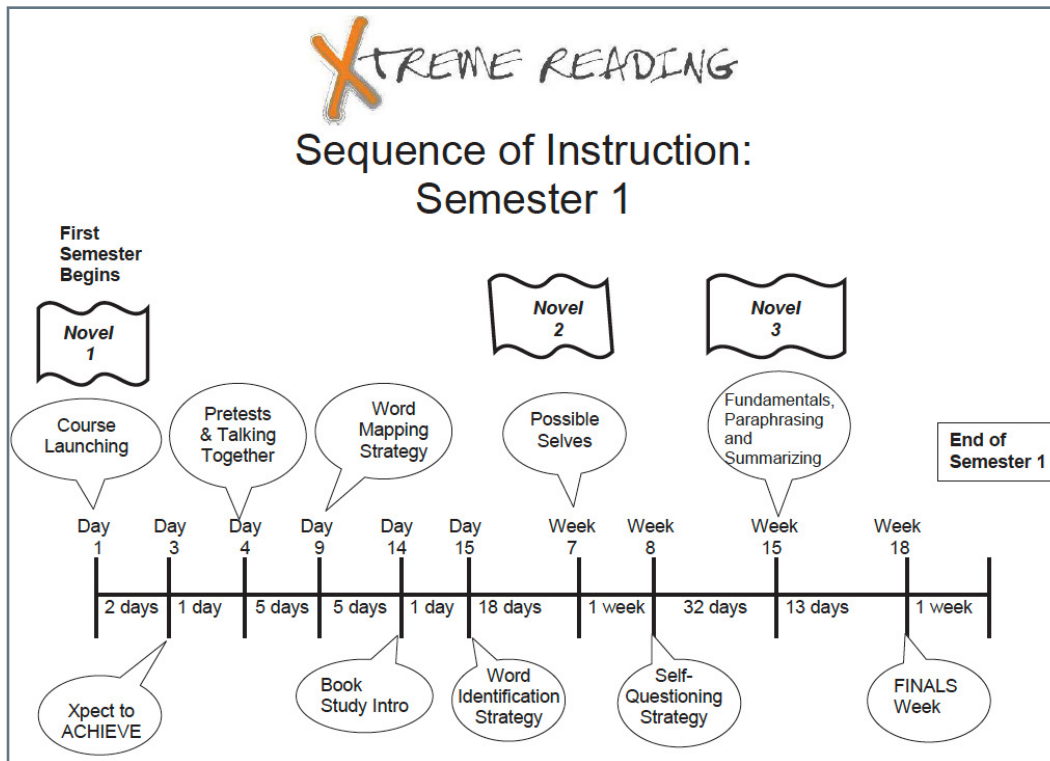 XTREME READING
Sequence of Instruction:
Semester 1
First
Semester
Begins
Novel
1
Novel
2
Novel
3
Course
Launching
Pretests
& Talking
Together
Word
Mapping
Strategy
Possible
Selves
Fundamentals,
Paraphrasing
and
Summarizing
End of
Semester 1
Day
1
Day
3
Day
4
Day
9
Day
14
Day
15
Week
7
Week
8
Week
15
Week
18
2 days
1 day
5 days
5 days
1 day
18 days
1 week
32 days
13 days
1 week
Xpect to
ACHIEVE
Book
Study Intro
Word
Identification
Strategy
Self-
Questioning
Strategy
FINALS
Week